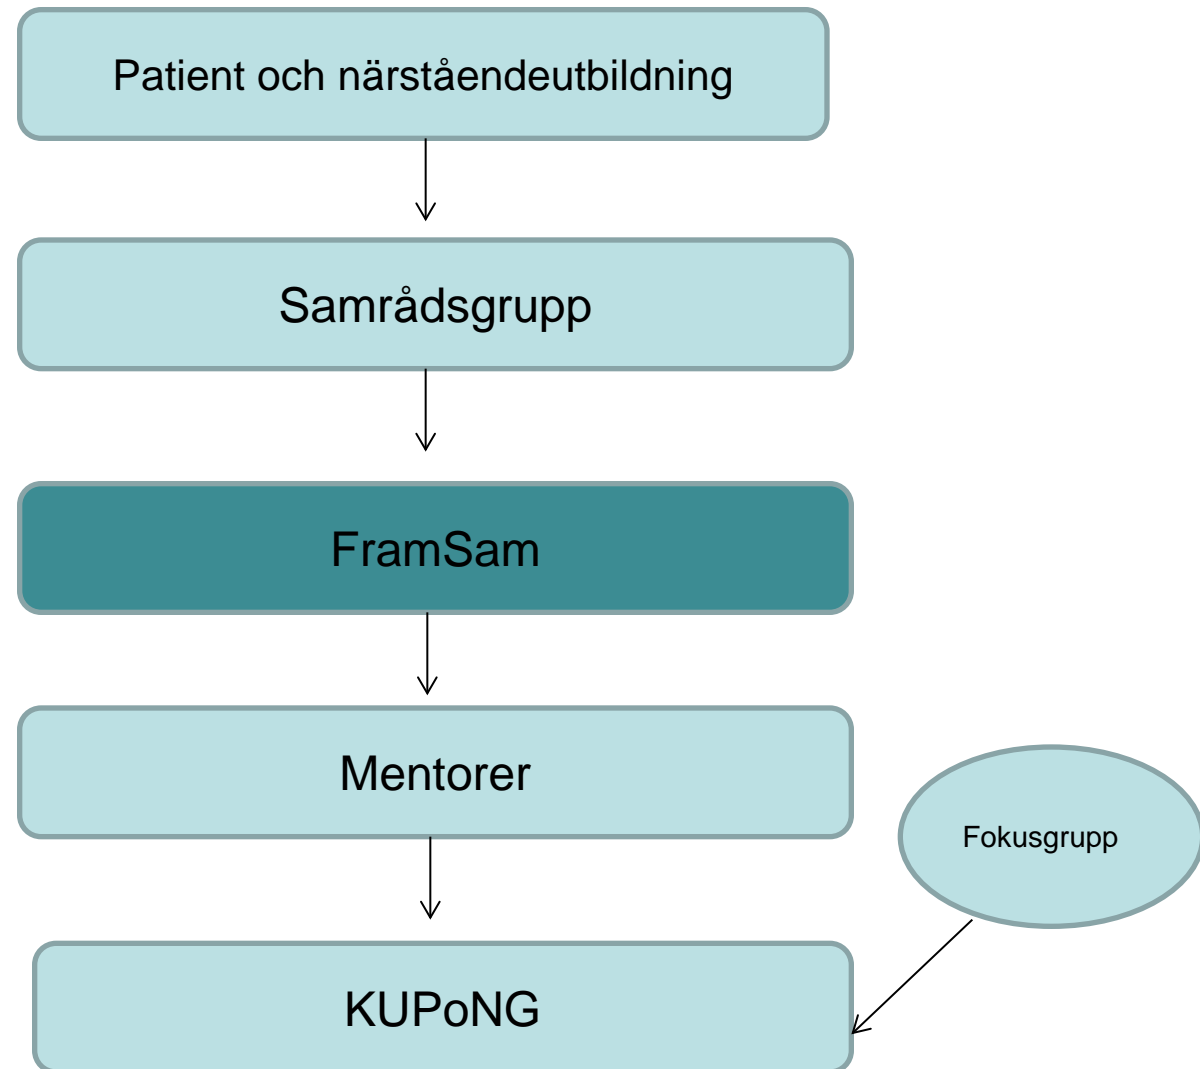 Patient och närståendeutbildning
Samrådsgrupp
FramSam
Mentorer
Fokusgrupp
KUPoNG